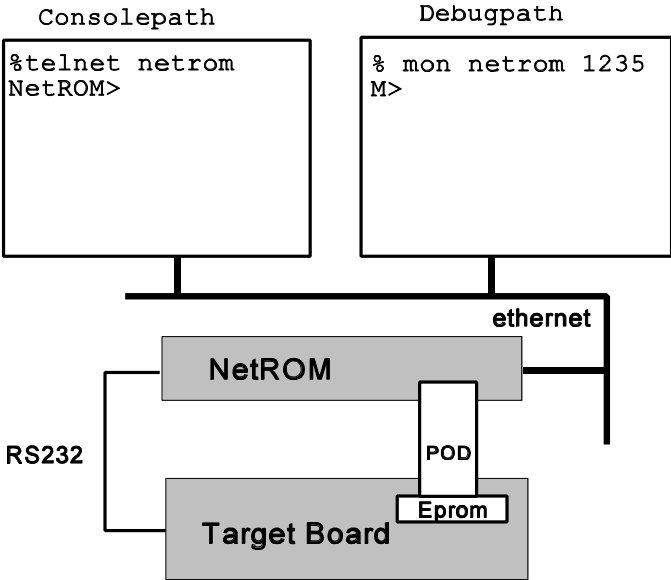 Consolepath
Debugpath
%telnet netrom
NetROM>
% mon netrom 1235
M>
ethernet
NetROM
RS232
POD
Eprom
Target Board